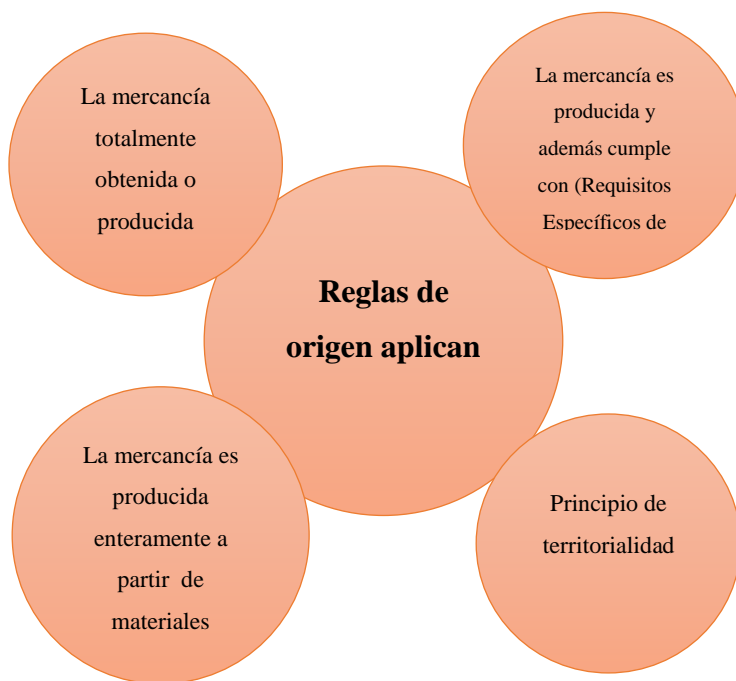 La mercancía
totalmente
obtenida o
producida
La mercancía es
producida y
además cumple
con (Requisitos
Específicos de
Reglas de
origen aplican
La mercancía es
producida
enteramente a
partir de
materiales
Principio de
territorialidad